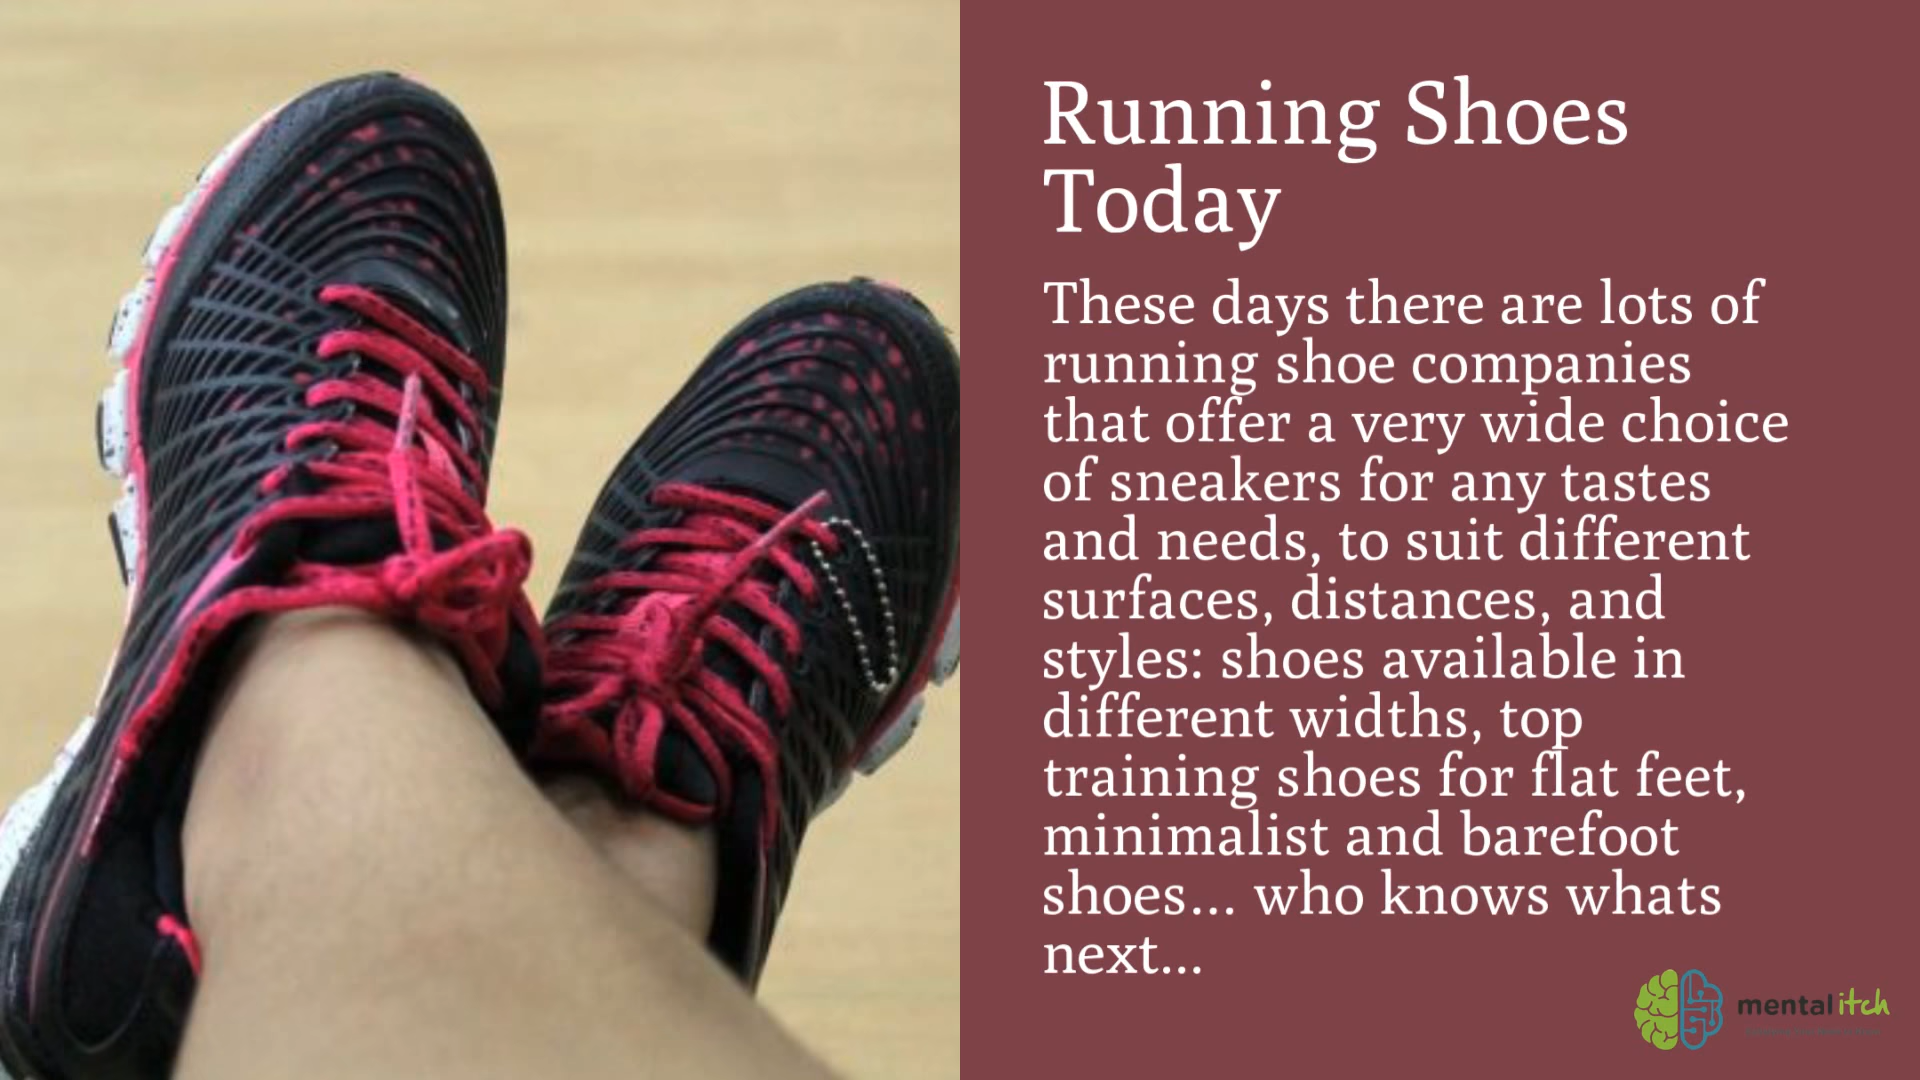 Running Shoes
Today
These days there are lots of
running shoe companies
that offer a very wide choice
of sneakers for any tastes
and needs, to suit different
surfaces, distances, and
styles: shoes available in
different widths, top
training shoes for flat feet,
minimalist and barefoot
shoes... who knows whats
next...
mentalitch